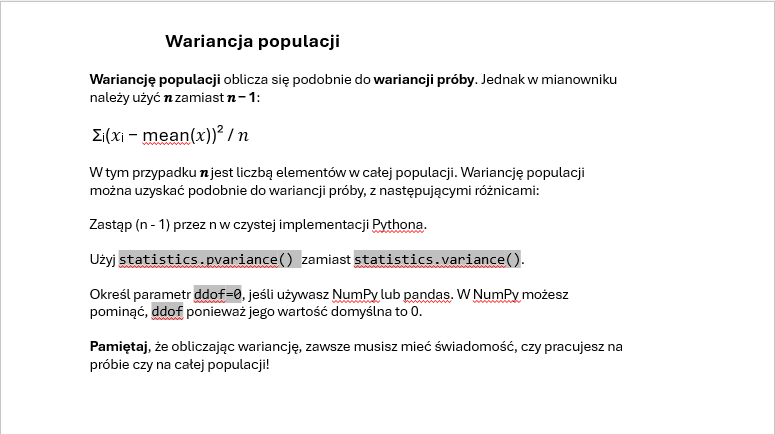 Wariancja populacji
Wariancję populacji oblicza się podobnie do wariancji próby. Jednak w mianowniku
należy użyć n zamiast n − 1:
Σᵢ(xᵢ − mean(x))² / n
W tym przypadku n jest liczbą elementów w całej populacji. Wariancję populacji
można uzyskać podobnie do wariancji próby, z następującymi różnicami:
Zastąp (n - 1) przez n w czystej implementacji Pythona.
Użyj statistics.pvariance() zamiast statistics.variance().
Określ parametr ddof=0, jeśli używasz NumPy lub pandas. W NumPy możesz
pominąć, ddof ponieważ jego wartość domyślna to 0.
Pamiętaj, że obliczając wariancję, zawsze musisz mieć świadomość, czy pracujesz na
próbie czy na całej populacji!